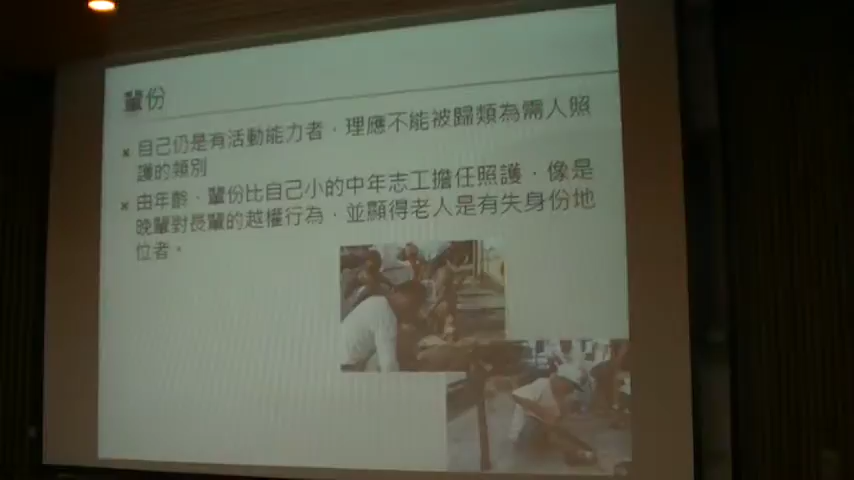 輩份
自己仍是有活動能力者，理應不能被歸類為需人照
護的類別
由年齡、輩份比自己小的中年志工擔任照護，像是
晚輩對長輩的越權行為，並顯得老人是有失身份地
位者。